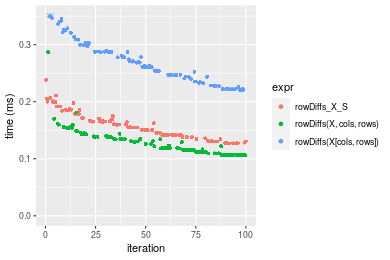 0.3
0.2
0.1
0.0
time (ms)
0
25
50
75
100
iteration
expr
rowDiffs_X_S
rowDiffs(X, cols, rows)
rowDiffs(X[cols, rows])